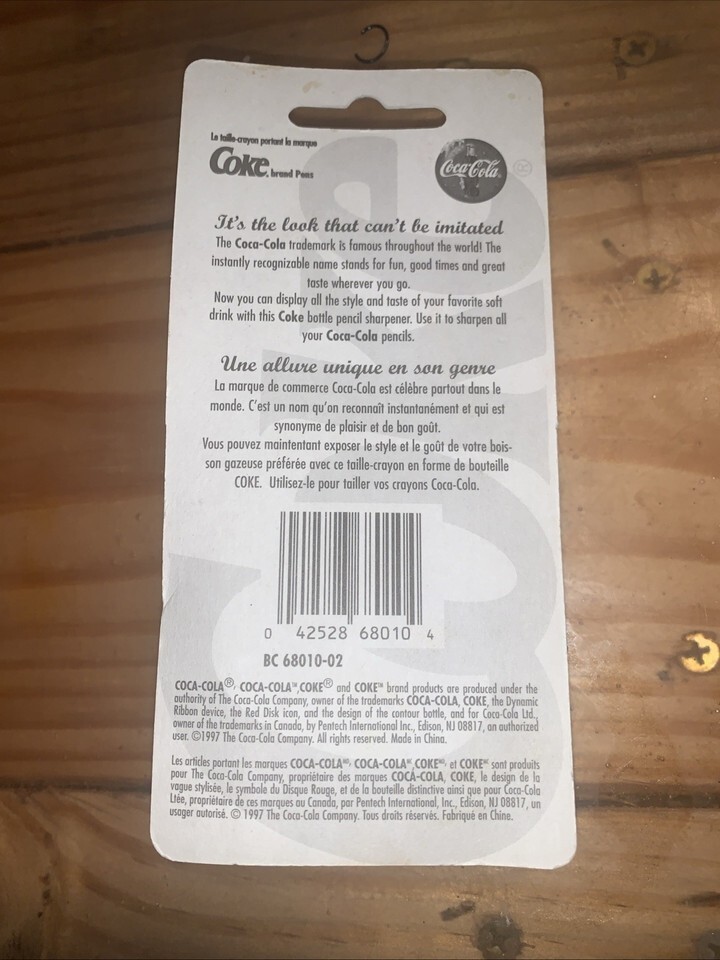 Le taille-crayon portant la marque
Coke, brand Pens
Coca-Cola ®
It's the look that can't be imitated
The Coca-Cola trademark is famous throughout the world! The
instantly recognizable name stands for fun, good times and great
taste wherever you go.
Now you can display all the style and taste of your favorite soft
drink with this Coke bottle pencil sharpener. Use it to sharpen all
your Coca-Cola pencils.
Une allure unique en son genre
La marque de commerce Coca-Cola est célèbre partout dans le
monde. C'est un nom qu'on reconnaît instantanément et qui est
synonyme de plaisir et de bon goût.
Vous pouvez maintentant exposer le style et le goût de votre bois-
son gazeuse préférée avec ce taille-crayon en forme de bouteille
COKE. Utilisez-le pour tailler vos crayons Coca-Cola.
0 42528 68010 4
BC 68010-02
COCA-COLA®, COCA-COLA™, COKE® and COKE™ brand products are produced under the
authority of The Coca-Cola Company, owner of the trademarks COCA-COLA, COKE, the Dynamic
Ribbon device, the Red Disk icon, and the design of the contour bottle, and for Coca-Cola Ltd.,
owner of the trademarks in Canada, by Pentech International Inc., Edison, NJ 08817, an authorized
user. ©1997 The Coca-Cola Company. All rights reserved. Made in China.
Les articles portant les marques COCA-COLA, COCA-COLA, COKE, et COKE sont produits
pour The Coca-Cola Company, propriétaire des marques COCA-COLA, COKE, le design de la
vague stylisée, le symbole du Disque Rouge, et de la bouteille distinctive ainsi que pour Coca-Cola
Ltée, propriétaire de ces marques au Canada, par Pentech International, Inc., Edison, NJ 08817, un
usager autorisé. © 1997 The Coca-Cola Company. Tous droits réservés. Fabriqué en Chine.